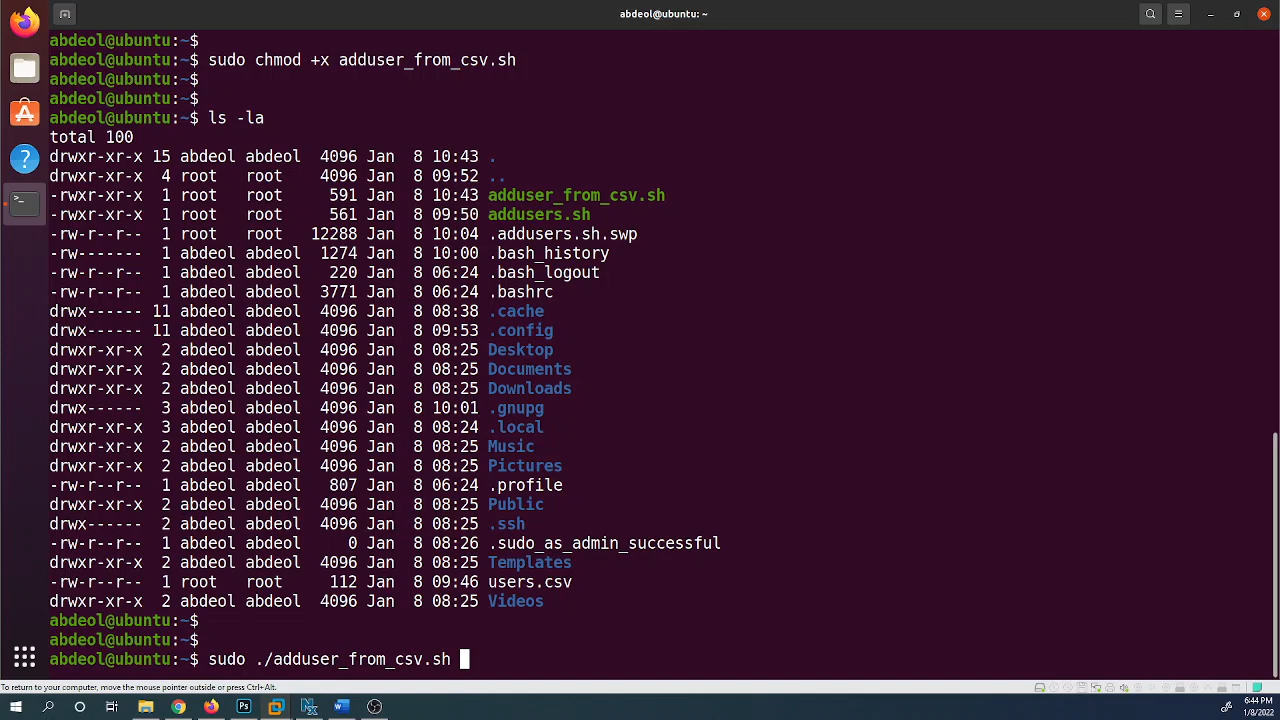 abdeol@ubuntu: ~
abdeol@ubuntu:~$
abdeol@ubuntu:~$ sudo chmod +x adduser_from_csv.sh
abdeol@ubuntu:~$
abdeol@ubuntu:~$
abdeol@ubuntu:~$ ls -la
total 100
drwxr-xr-x 15 abdeol abdeol  4096 Jan  8 10:43 .
drwxr-xr-x  4 root   root    4096 Jan  8 09:52 ..
-rwxr-xr-x  1 root   root     591 Jan  8 10:43 adduser_from_csv.sh
-rwxr-xr-x  1 root   root     561 Jan  8 09:50 addusers.sh
-rw-r--r--  1 root   root   12288 Jan  8 10:04 .addusers.sh.swp
-rw-------  1 abdeol abdeol  1274 Jan  8 10:00 .bash_history
-rw-r--r--  1 abdeol abdeol   220 Jan  8 06:24 .bash_logout
-rw-r--r--  1 abdeol abdeol  3771 Jan  8 06:24 .bashrc
drwx------ 11 abdeol abdeol  4096 Jan  8 08:38 .cache
drwx------ 11 abdeol abdeol  4096 Jan  8 09:53 .config
drwxr-xr-x  2 abdeol abdeol  4096 Jan  8 08:25 Desktop
drwxr-xr-x  2 abdeol abdeol  4096 Jan  8 08:25 Documents
drwxr-xr-x  2 abdeol abdeol  4096 Jan  8 08:25 Downloads
drwx------  3 abdeol abdeol  4096 Jan  8 10:01 .gnupg
drwxr-xr-x  3 abdeol abdeol  4096 Jan  8 08:24 .local
drwxr-xr-x  2 abdeol abdeol  4096 Jan  8 08:25 Music
drwxr-xr-x  2 abdeol abdeol  4096 Jan  8 08:25 Pictures
-rw-r--r--  1 abdeol abdeol   807 Jan  8 06:24 .profile
drwxr-xr-x  2 abdeol abdeol  4096 Jan  8 08:25 Public
drwx------  2 abdeol abdeol  4096 Jan  8 08:25 .ssh
-rw-r--r--  1 abdeol abdeol     0 Jan  8 08:26 .sudo_as_admin_successful
drwxr-xr-x  2 abdeol abdeol  4096 Jan  8 08:25 Templates
-rw-r--r--  1 root   root     112 Jan  8 09:46 users.csv
drwxr-xr-x  2 abdeol abdeol  4096 Jan  8 08:25 Videos
abdeol@ubuntu:~$
abdeol@ubuntu:~$
abdeol@ubuntu:~$ sudo ./adduser_from_csv.sh
To return to your computer, move the mouse pointer outside or press Ctrl+Alt.
Ps
6:44 PM
1/8/2022